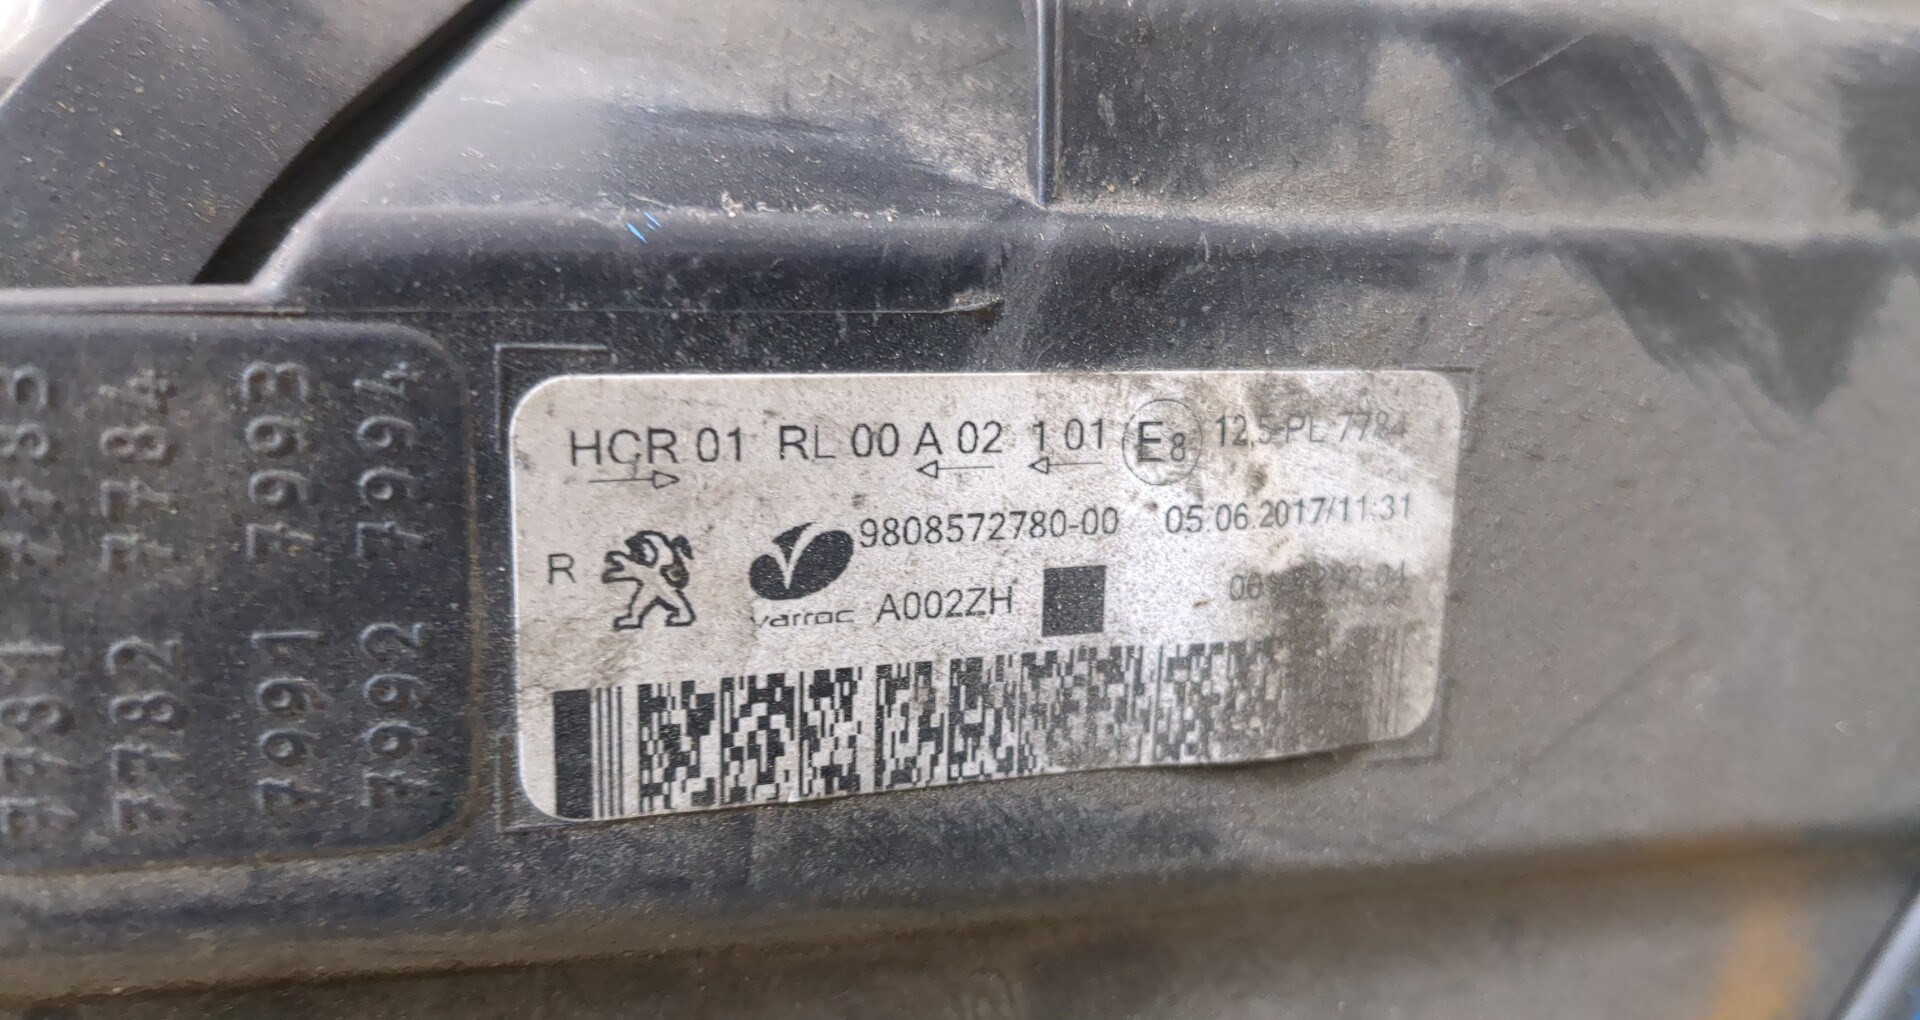 7783 7784 7993 7994
7781 7782 7991 7992
HCR 01 RL 00 A 02 1 01 E8 12,5-PL 7784
9808572780-00 05.06.2017/11:31
R varroc A002ZH